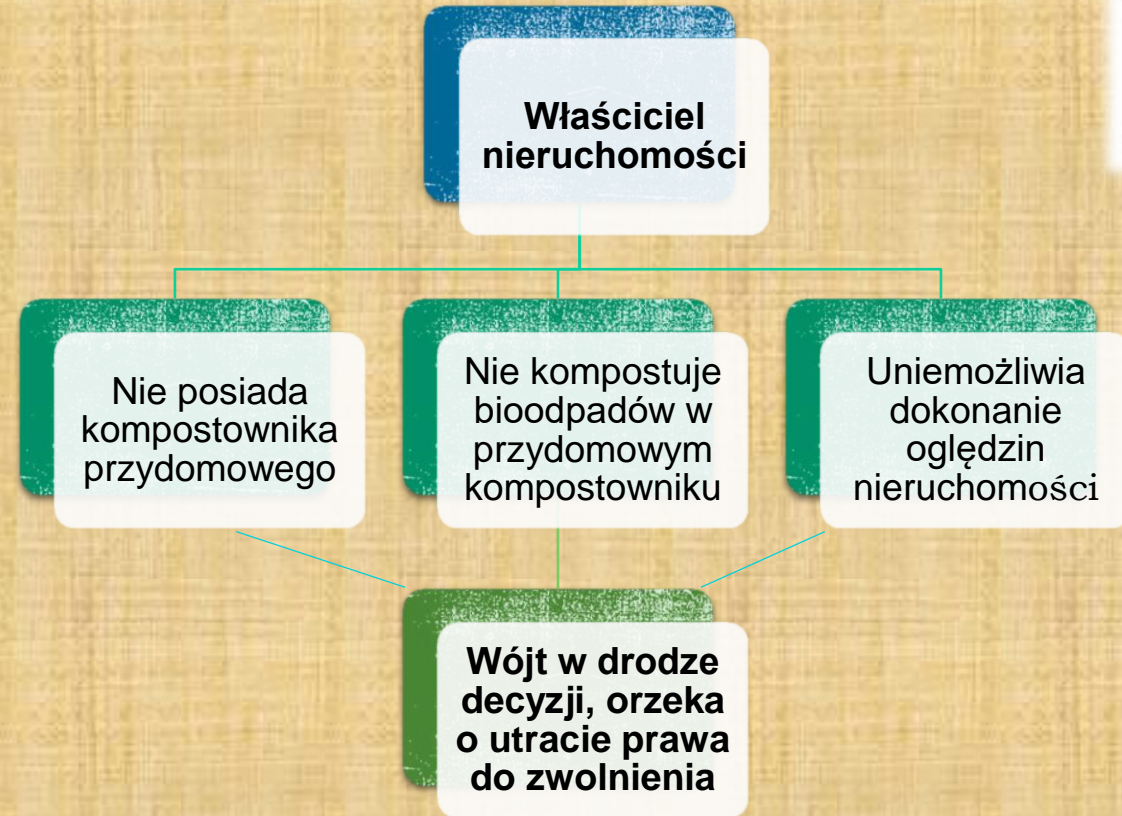 Właściciel
nieruchomości
Nie posiada
kompostownika
przydomowego
Nie kompostuje
bioodpadów w
przydomowym
kompostowniku
Uniemożliwia
dokonanie
oględzin
nieruchomości
Wójt w drodze
decyzji, orzeka
o utracie prawa
do zwolnienia